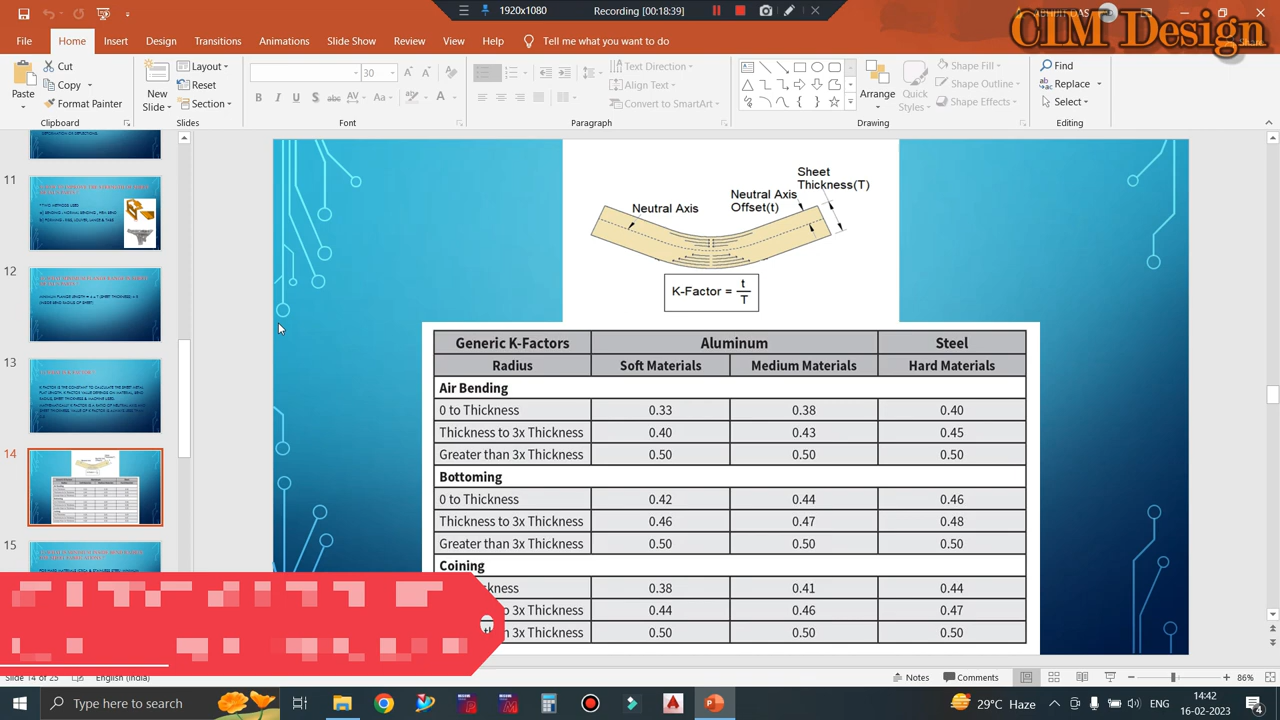 1920x1080
Recording [00:18:39]
CIM Design
File Home Insert Design Transitions Animations Slide Show Review View Help Tell me what you want to do
Paste
Cut
Copy
Format Painter
Clipboard
New Slide
Layout
Reset
Section
Slides
30
B I U S abc AV Aa A
Font
Text Direction
Align Text
Convert to SmartArt
Paragraph
Arrange
Quick Styles
Shape Fill
Shape Outline
Shape Effects
Drawing
Find
Replace
Select
Editing
11
12
13
14
15
Sheet
Thickness(T)
Neutral Axis
Offset(t)
Neutral Axis
K-Factor = t/T
Generic K-Factors Aluminum Steel
Radius Soft Materials Medium Materials Hard Materials
Air Bending
0 to Thickness 0.33 0.38 0.40
Thickness to 3x Thickness 0.40 0.43 0.45
Greater than 3x Thickness 0.50 0.50 0.50
Bottoming
0 to Thickness 0.42 0.44 0.46
Thickness to 3x Thickness 0.46 0.47 0.48
Greater than 3x Thickness 0.50 0.50 0.50
Coining
0.38 0.41 0.44
to 3x Thickness 0.44 0.46 0.47
3x Thickness 0.50 0.50 0.50
Slide 14 of 25 English (India)
Notes
Comments
86%
Type here to search
29°C Haze
14:42
16-02-2023